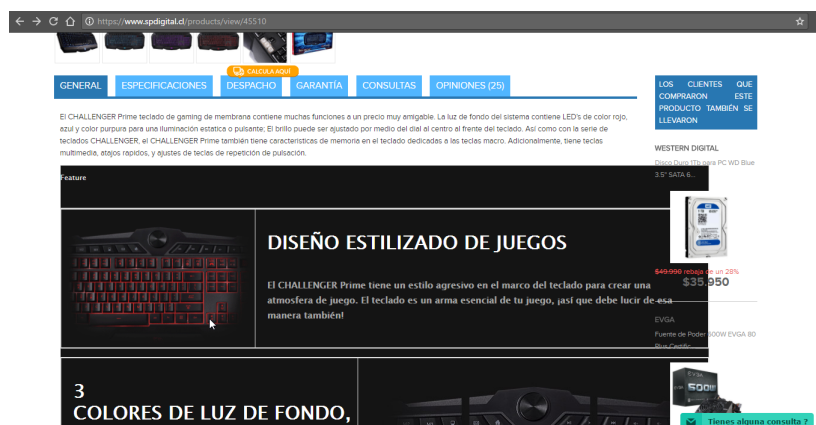 https://www.spdigital.cl/products/view/45510
CALCULA AQUÍ
GENERAL ESPECIFICACIONES DESPACHO GARANTÍA CONSULTAS OPINIONES (25)
El CHALLENGER Prime teclado de gaming de membrana contiene muchas funciones a un precio muy amigable. La luz de fondo del sistema contiene LED's de color rojo,
azul y color purpura para una iluminación estatica o pulsante; El brillo puede ser ajustado por medio del dial al centro al frente del teclado. Así como con la serie de
teclados CHALLENGER, el CHALLENGER Prime también tiene caracteristicas de memoria en el teclado dedicadas a las teclas macro. Adicionalmente, tiene teclas
multimedia, atajos rapidos, y ajustes de teclas de repetición de pulsación.
Feature
DISEÑO ESTILIZADO DE JUEGOS
El CHALLENGER Prime tiene un estilo agresivo en el marco del teclado para crear una
atmosfera de juego. El teclado es un arma esencial de tu juego, ¡así que debe lucir de esa
manera también!
3
COLORES DE LUZ DE FONDO,
LOS CLIENTES QUE
COMPRARON ESTE
PRODUCTO TAMBIÉN SE
LLEVARON
WESTERN DIGITAL
Disco Duro 1Tb para PC WD Blue
3.5" SATA 6...
$49.990 rebaja de un 28%
$35.950
EVGA
Fuente de Poder 500W EVGA 80
Plus Certific...
EVGA
500W
Tienes alguna consulta ?